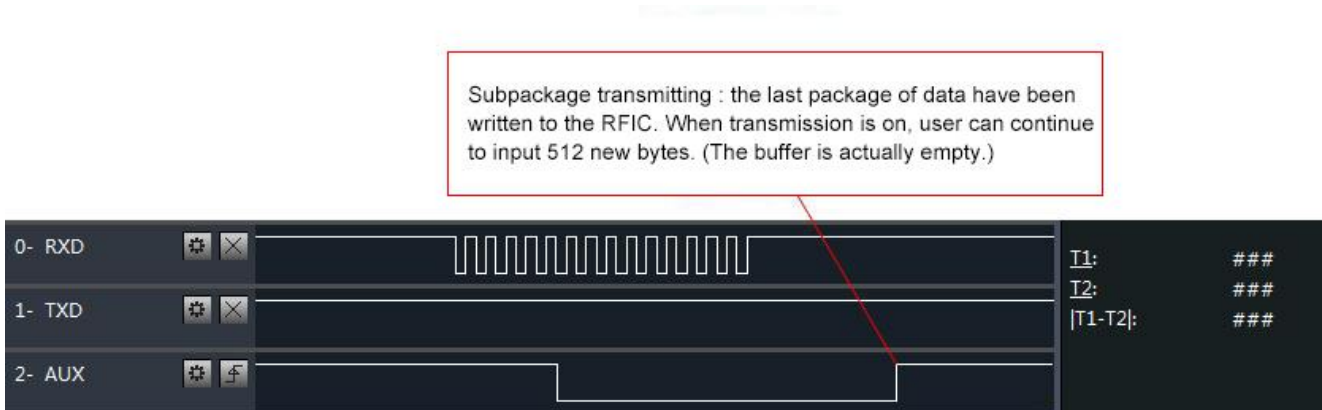 Subpackage transmitting : the last package of data have been
written to the RFIC. When transmission is on, user can continue
to input 512 new bytes. (The buffer is actually empty.)
0- RXD
1- TXD
2- AUX
T1: ###
T2: ###
|T1-T2|: ###